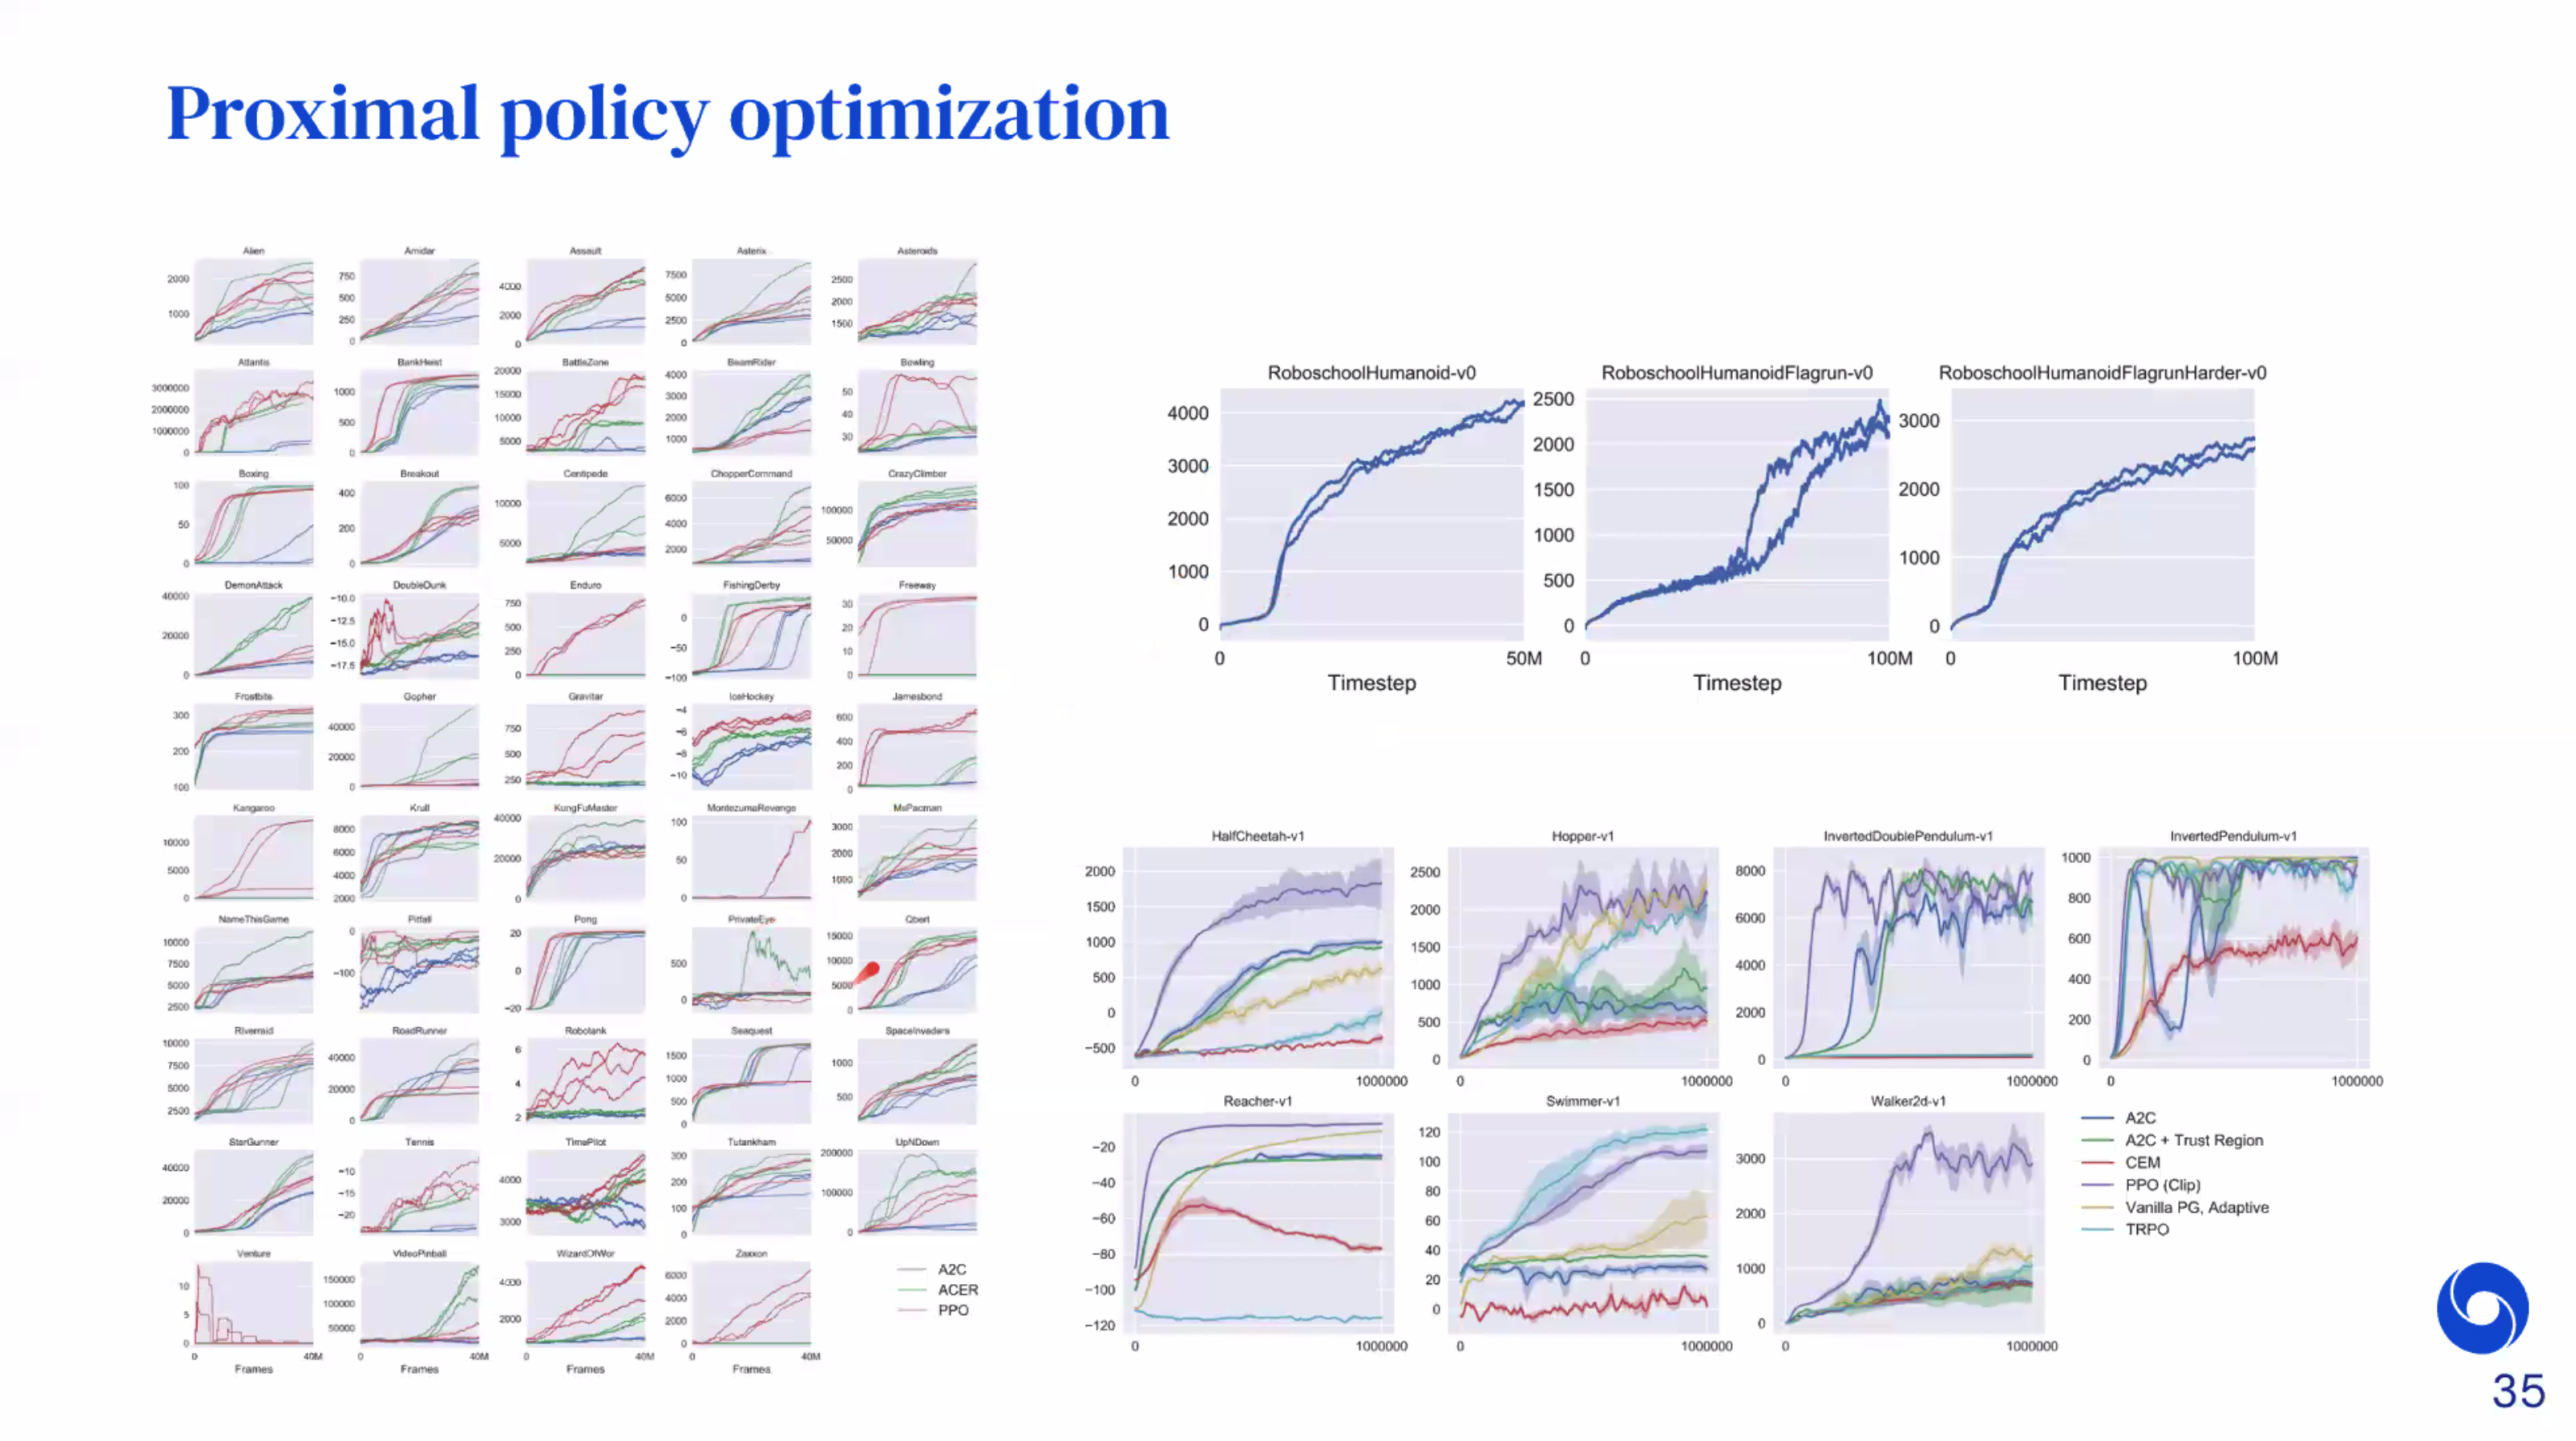 Proximal policy optimization
Alien
Amidar
Assault
Asterix
Asteroids
2000
1000
750
500
250
0
4000
2000
0
7500
5000
2500
0
2500
2000
1500
Atlantis
BankHeist
BattleZone
BeamRider
Bowling
3000000
2000000
1000000
0
1000
500
0
20000
15000
10000
5000
4000
3000
2000
1000
50
40
30
Boxing
Breakout
Centipede
ChopperCommand
CrazyClimber
100
50
0
400
200
0
10000
5000
6000
4000
2000
100000
50000
DemonAttack
DoubleDunk
Enduro
FishingDerby
Freeway
40000
20000
0
−10.0
−12.5
−15.0
−17.5
750
500
250
0
0
−50
−100
30
20
10
0
Frostbite
Gopher
Gravitar
IceHockey
Jamesbond
300
200
100
40000
20000
0
750
500
250
−4
−6
−8
−10
600
400
200
0
Kangaroo
Krull
KungFuMaster
MontezumaRevenge
MsPacman
10000
5000
0
8000
6000
4000
2000
40000
20000
0
100
50
0
3000
2000
1000
NameThisGame
Pitfall
Pong
PrivateEye
Qbert
10000
7500
5000
2500
0
−100
20
0
−20
500
0
15000
10000
5000
0
Riverraid
RoadRunner
Robotank
Seaquest
SpaceInvaders
10000
7500
5000
2500
40000
20000
0
6
4
2
1500
1000
500
0
1000
500
StarGunner
Tennis
TimePilot
Tutankham
UpNDown
40000
20000
0
−10
−15
−20
4000
3000
300
200
100
0
200000
100000
0
Venture
VideoPinball
WizardOfWor
Zaxxon
10
5
0
150000
100000
50000
4000
2000
6000
4000
2000
0
0
40M
0
40M
0
40M
0
40M
Frames
Frames
Frames
Frames
A2C
ACER
PPO
RoboschoolHumanoid-v0
RoboschoolHumanoidFlagrun-v0
RoboschoolHumanoidFlagrunHarder-v0
4000
3000
2000
1000
0
2500
2000
1500
1000
500
0
3000
2000
1000
0
0
50M
0
100M
0
100M
Timestep
Timestep
Timestep
HalfCheetah-v1
Hopper-v1
InvertedDoublePendulum-v1
InvertedPendulum-v1
2000
1500
1000
500
0
−500
2500
2000
1500
1000
500
0
8000
6000
4000
2000
0
1000
800
600
400
200
0
0
1000000
0
1000000
0
1000000
0
1000000
Reacher-v1
Swimmer-v1
Walker2d-v1
−20
−40
−60
−80
−100
−120
120
100
80
60
40
20
0
3000
2000
1000
0
0
1000000
0
1000000
0
1000000
A2C
A2C + Trust Region
CEM
PPO (Clip)
Vanilla PG, Adaptive
TRPO
35